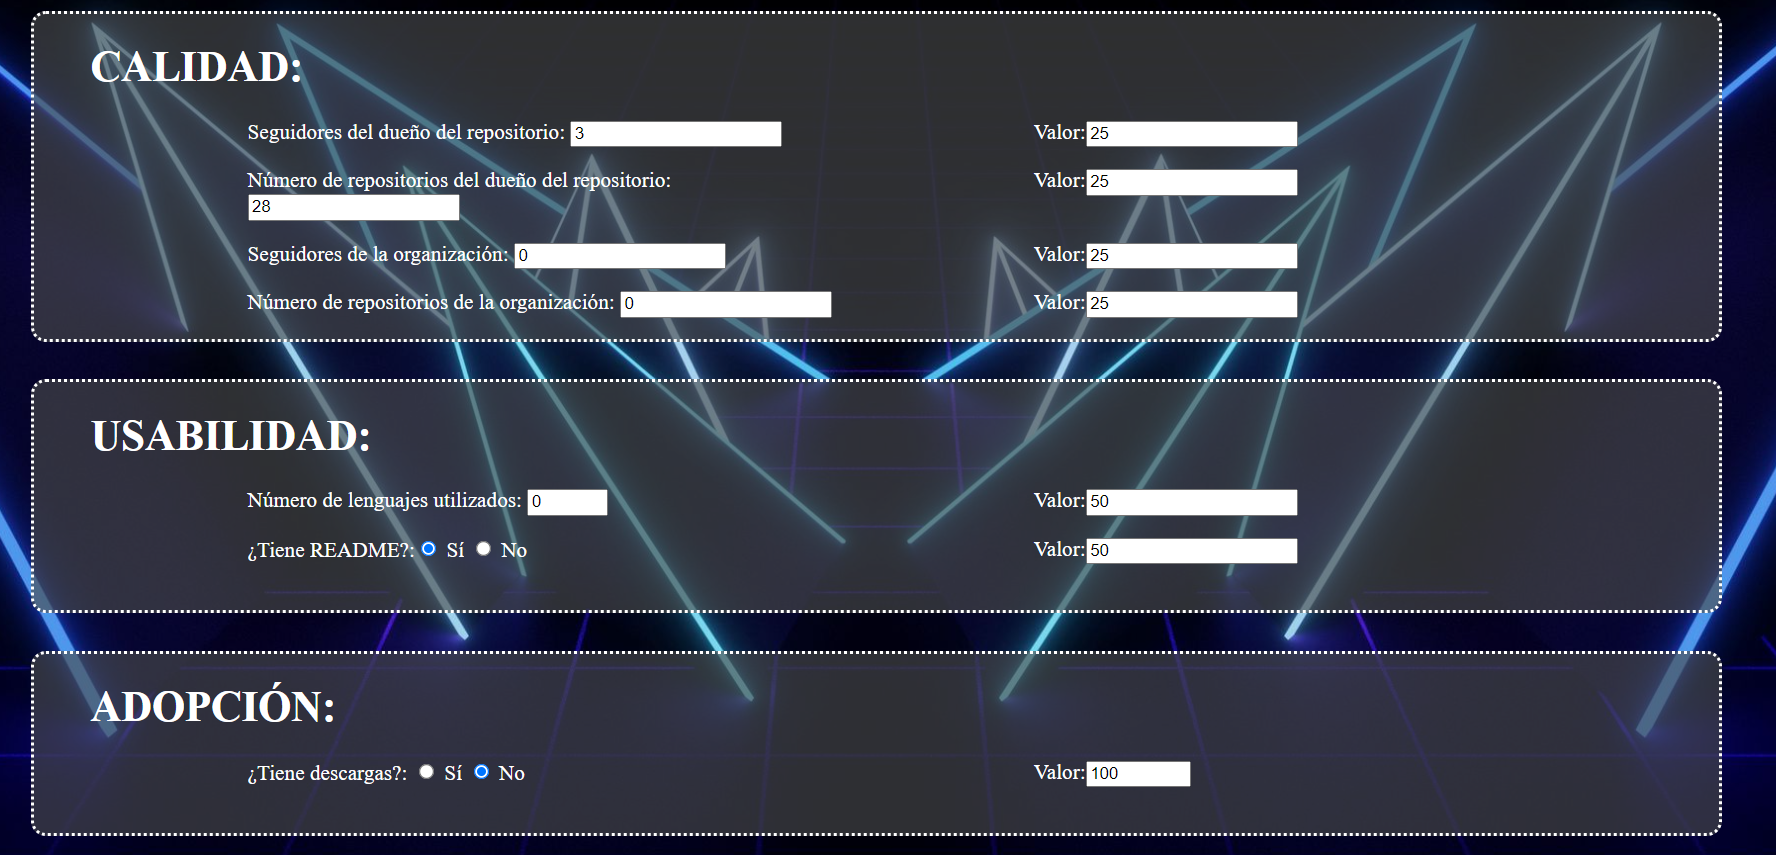 CALIDAD:
Seguidores del dueño del repositorio: 3 Valor: 25
Número de repositorios del dueño del repositorio: Valor: 25
28
Seguidores de la organización: 0 Valor: 25
Número de repositorios de la organización: 0 Valor: 25
USABILIDAD:
Número de lenguajes utilizados: 0 Valor: 50
¿Tiene README?: Sí No Valor: 50
ADOPCIÓN:
¿Tiene descargas?: Sí No Valor: 100